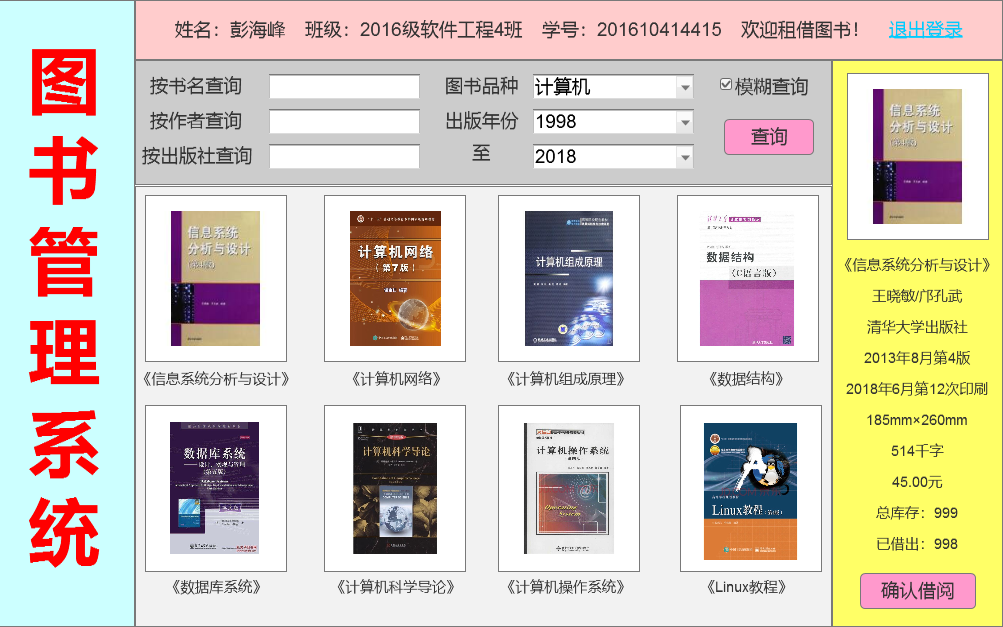 图书管理系统
姓名：彭海峰 班级：2016级软件工程4班 学号：201610414415 欢迎租借图书！ 退出登录
按书名查询 图书品种 计算机 模糊查询
按作者查询 出版年份 1998 查询
按出版社查询 至 2018
信息系统
分析与设计
(第4版)
计算机网络
(第7版)
计算机组成原理
数据结构
(C语言版)
《信息系统分析与设计》 《计算机网络》 《计算机组成原理》 《数据结构》
数据库系统
计算机科学导论
计算机操作系统
Operating
System
Linux教程
《数据库系统》 《计算机科学导论》 《计算机操作系统》 《Linux教程》
信息系统
分析与设计
(第4版)
《信息系统分析与设计》
王晓敏/邝孔武
清华大学出版社
2013年8月第4版
2018年6月第12次印刷
185mm×260mm
514千字
45.00元
总库存：999
已借出：998
确认借阅